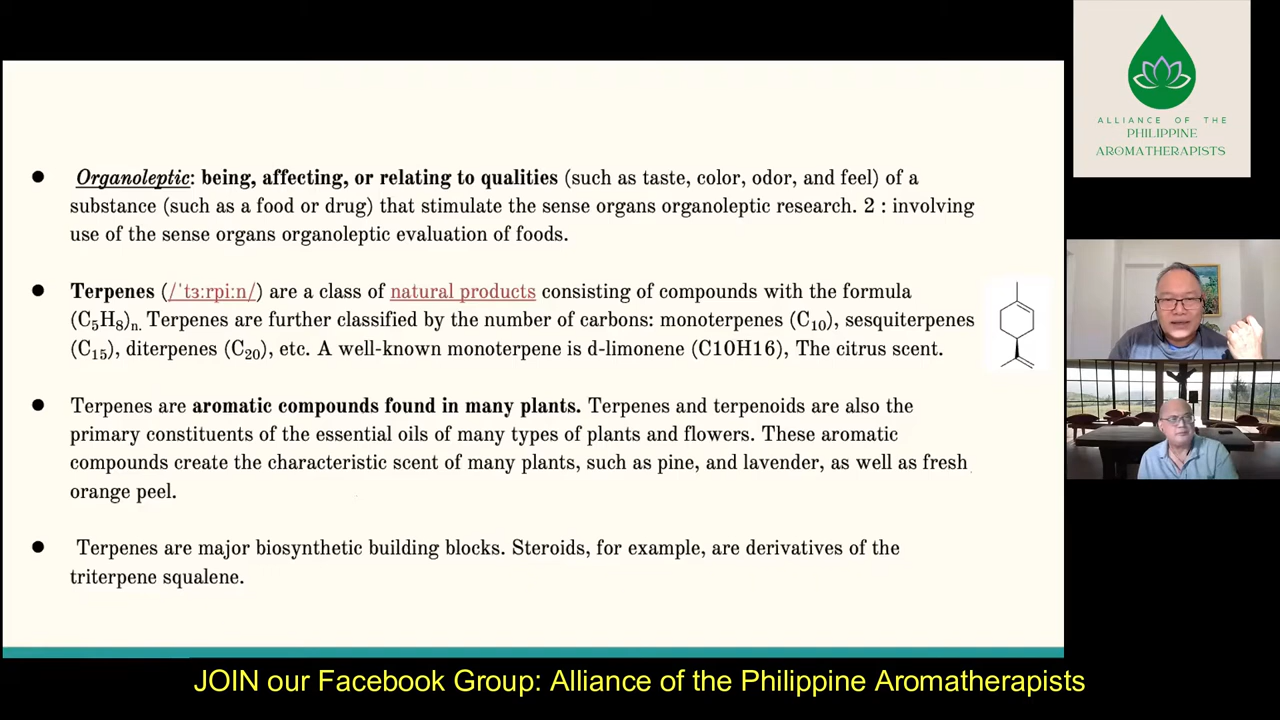 ALLIANCE OF THE
PHILIPPINE
AROMATHERAPISTS
● Organoleptic: being, affecting, or relating to qualities (such as taste, color, odor, and feel) of a
substance (such as a food or drug) that stimulate the sense organs organoleptic research. 2 : involving
use of the sense organs organoleptic evaluation of foods.
● Terpenes (/ˈtɜːrpiːn/) are a class of natural products consisting of compounds with the formula
(C₅H₈)n. Terpenes are further classified by the number of carbons: monoterpenes (C₁₀), sesquiterpenes
(C₁₅), diterpenes (C₂₀), etc. A well-known monoterpene is d-limonene (C10H16), The citrus scent.
● Terpenes are aromatic compounds found in many plants. Terpenes and terpenoids are also the
primary constituents of the essential oils of many types of plants and flowers. These aromatic
compounds create the characteristic scent of many plants, such as pine, and lavender, as well as fresh
orange peel.
● Terpenes are major biosynthetic building blocks. Steroids, for example, are derivatives of the
triterpene squalene.
JOIN our Facebook Group: Alliance of the Philippine Aromatherapists